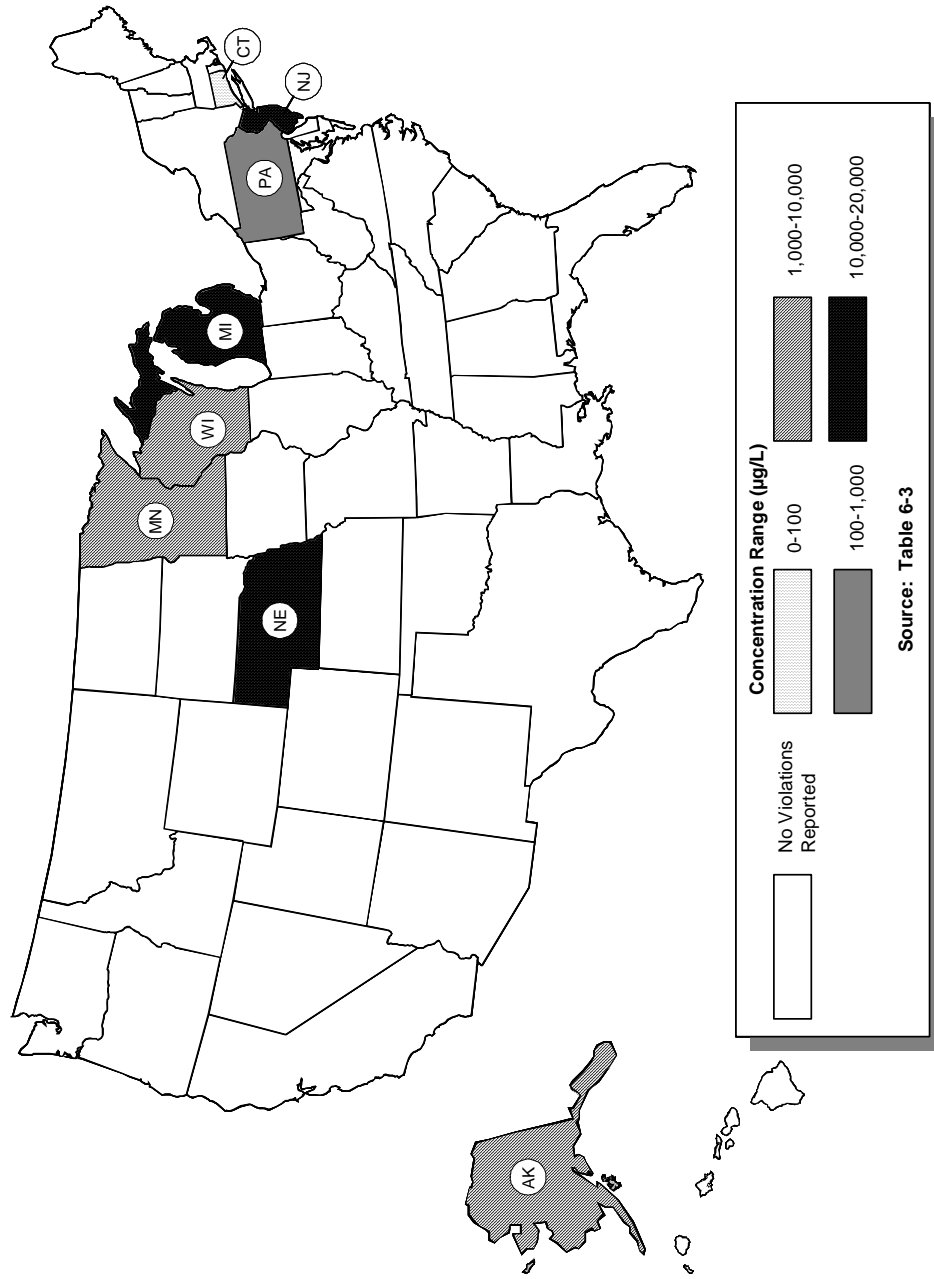 CT
NJ
PA
MI
WI
MN
NE
AK
Concentration Range (µg/L)
No Violations
Reported
0-100
1,000-10,000
100-1,000
10,000-20,000
Source: Table 6-3